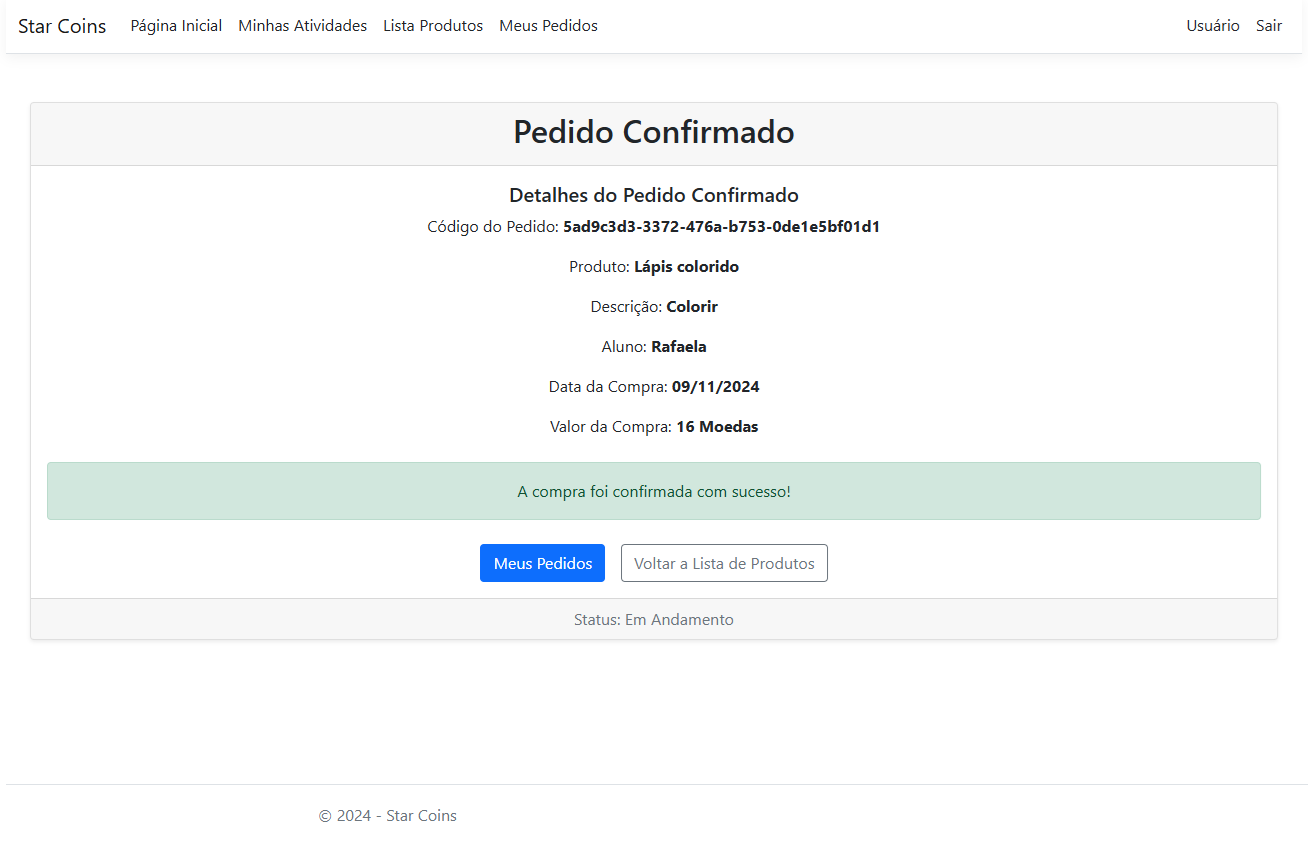 Star Coins Página Inicial Minhas Atividades Lista Produtos Meus Pedidos Usuário Sair
Pedido Confirmado
Detalhes do Pedido Confirmado
Código do Pedido: 5ad9c3d3-3372-476a-b753-0de1e5bf01d1
Produto: Lápis colorido
Descrição: Colorir
Aluno: Rafaela
Data da Compra: 09/11/2024
Valor da Compra: 16 Moedas
A compra foi confirmada com sucesso!
Meus Pedidos Voltar a Lista de Produtos
Status: Em Andamento
© 2024 - Star Coins